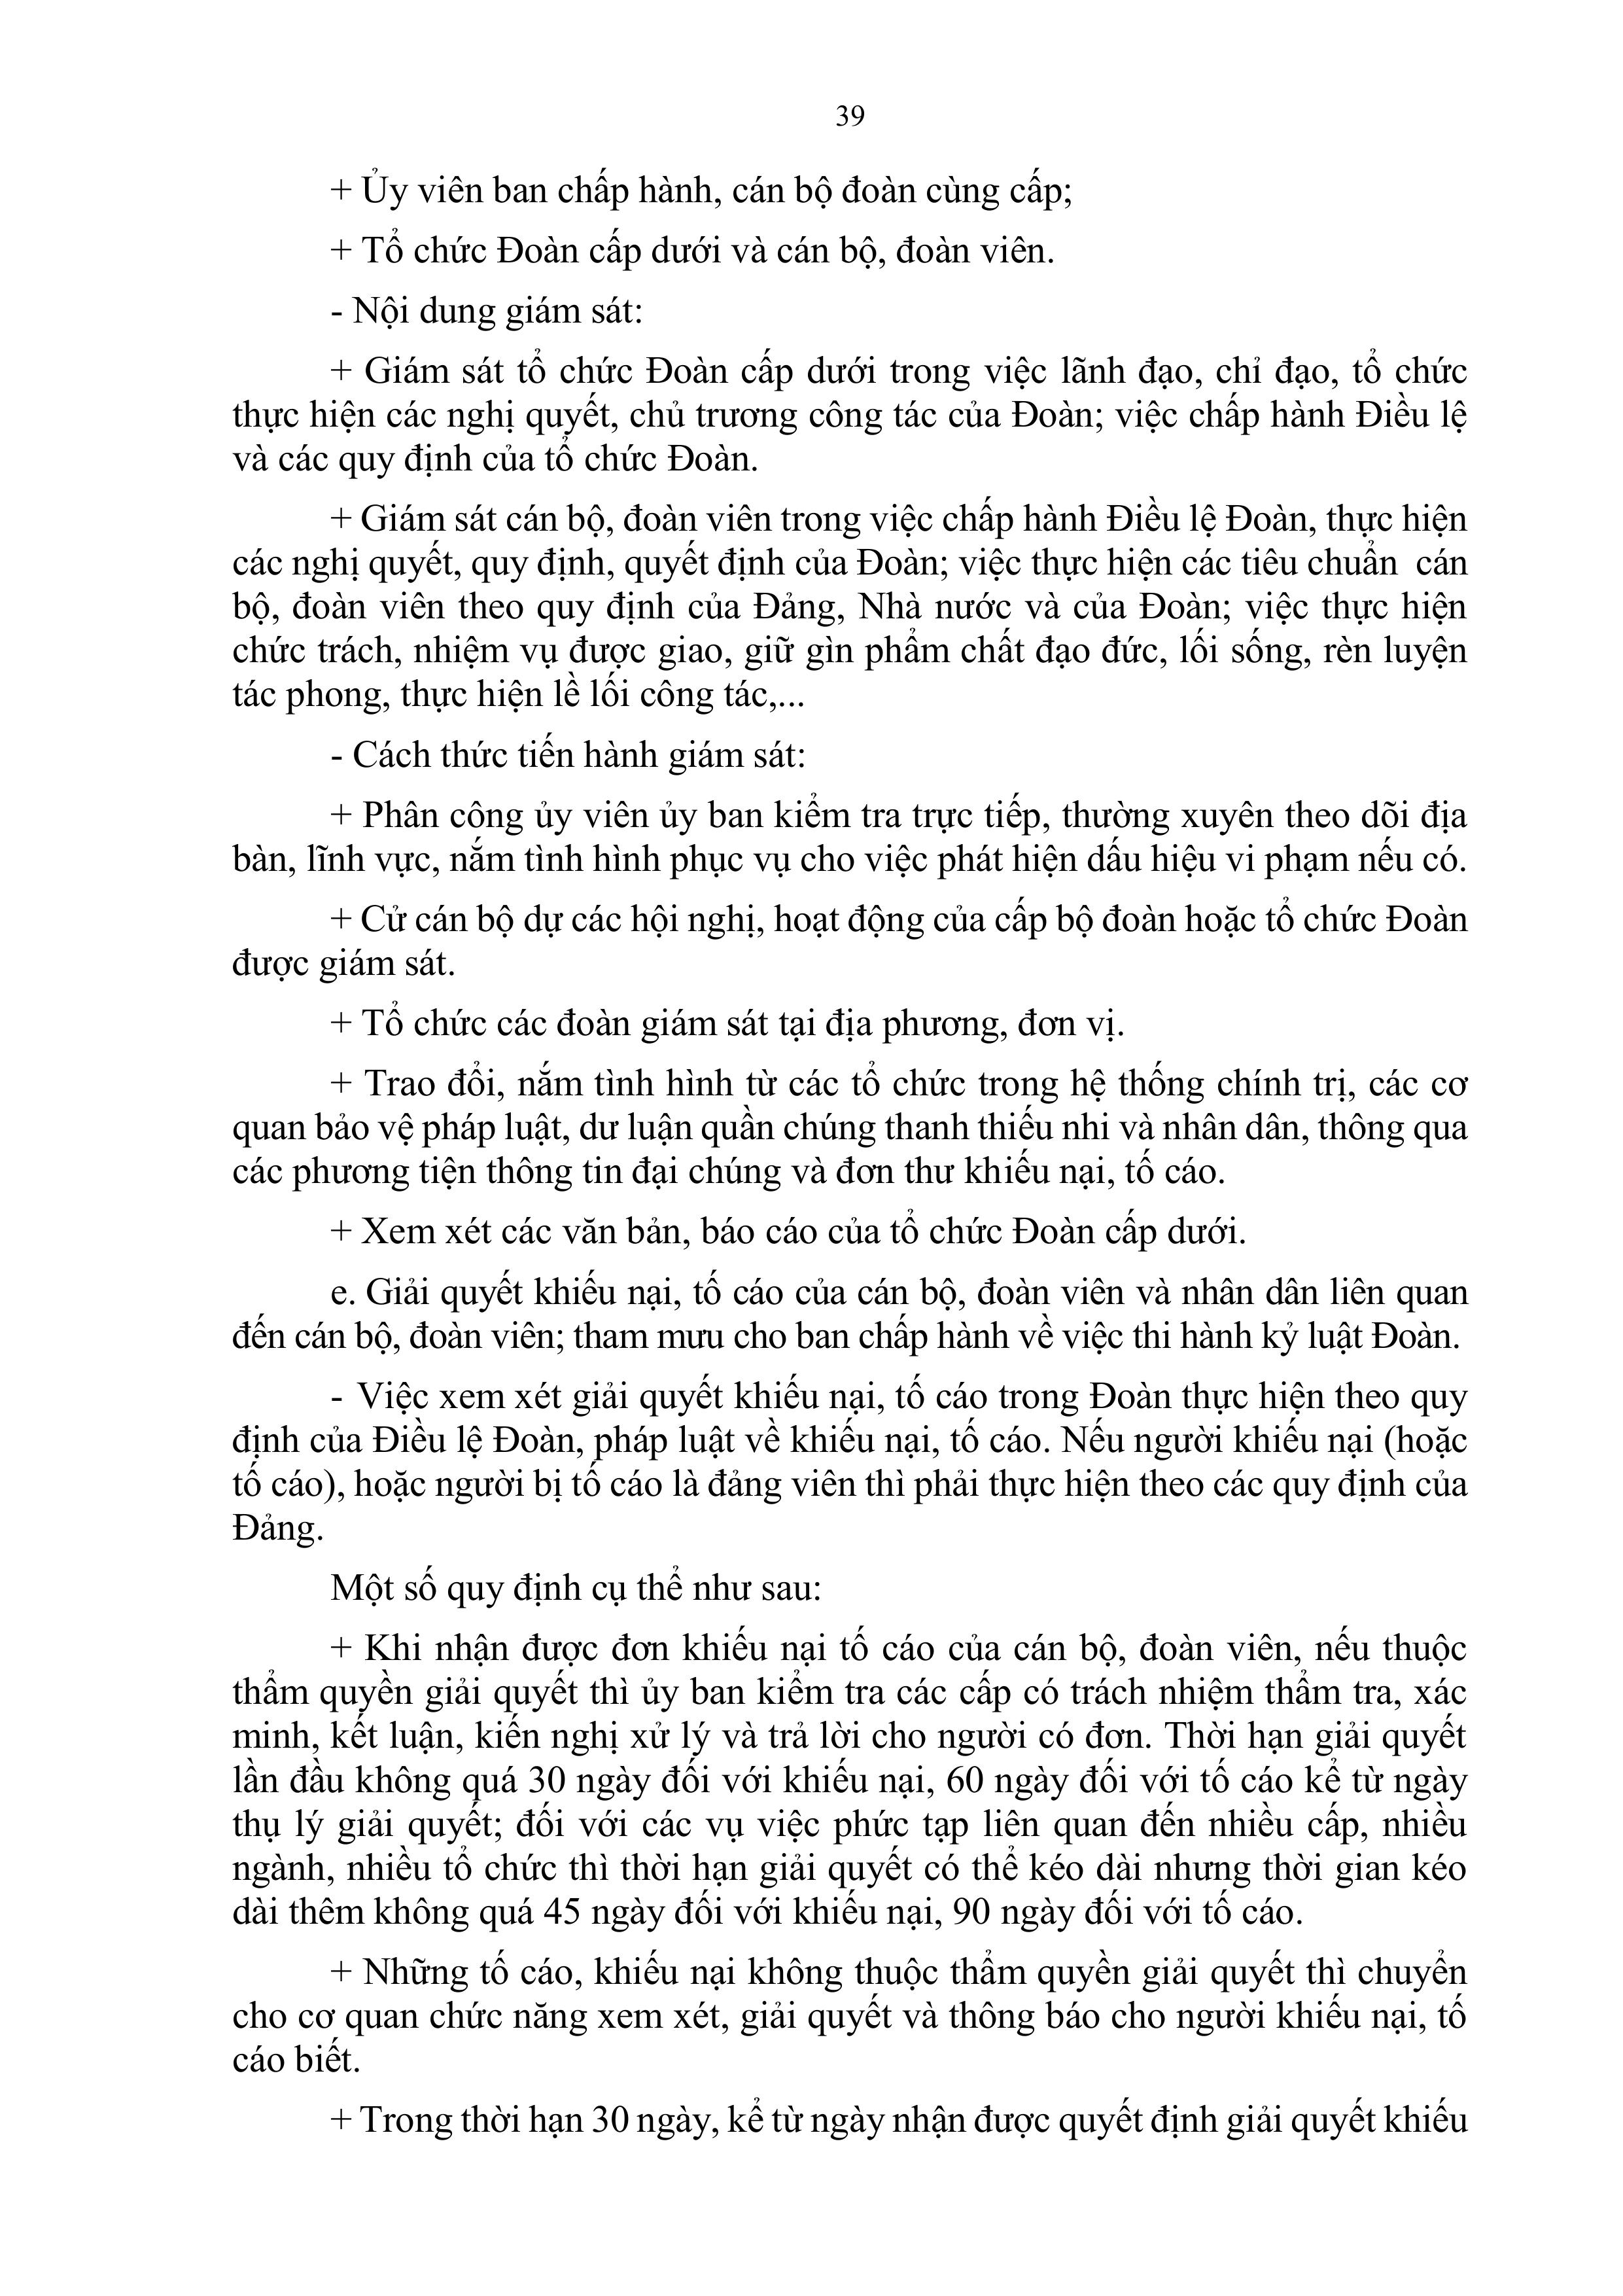 39
+ Ủy viên ban chấp hành, cán bộ đoàn cùng cấp;
+ Tổ chức Đoàn cấp dưới và cán bộ, đoàn viên.
- Nội dung giám sát:
+ Giám sát tổ chức Đoàn cấp dưới trong việc lãnh đạo, chỉ đạo, tổ chức
thực hiện các nghị quyết, chủ trương công tác của Đoàn; việc chấp hành Điều lệ
và các quy định của tổ chức Đoàn.
+ Giám sát cán bộ, đoàn viên trong việc chấp hành Điều lệ Đoàn, thực hiện
các nghị quyết, quy định, quyết định của Đoàn; việc thực hiện các tiêu chuẩn  cán
bộ, đoàn viên theo quy định của Đảng, Nhà nước và của Đoàn; việc thực hiện
chức trách, nhiệm vụ được giao, giữ gìn phẩm chất đạo đức, lối sống, rèn luyện
tác phong, thực hiện lề lối công tác,...
- Cách thức tiến hành giám sát:
+ Phân công ủy viên ủy ban kiểm tra trực tiếp, thường xuyên theo dõi địa
bàn, lĩnh vực, nắm tình hình phục vụ cho việc phát hiện dấu hiệu vi phạm nếu có.
+ Cử cán bộ dự các hội nghị, hoạt động của cấp bộ đoàn hoặc tổ chức Đoàn
được giám sát.
+ Tổ chức các đoàn giám sát tại địa phương, đơn vị.
+ Trao đổi, nắm tình hình từ các tổ chức trong hệ thống chính trị, các cơ
quan bảo vệ pháp luật, dư luận quần chúng thanh thiếu nhi và nhân dân, thông qua
các phương tiện thông tin đại chúng và đơn thư khiếu nại, tố cáo.
+ Xem xét các văn bản, báo cáo của tổ chức Đoàn cấp dưới.
e. Giải quyết khiếu nại, tố cáo của cán bộ, đoàn viên và nhân dân liên quan
đến cán bộ, đoàn viên; tham mưu cho ban chấp hành về việc thi hành kỷ luật Đoàn.
- Việc xem xét giải quyết khiếu nại, tố cáo trong Đoàn thực hiện theo quy
định của Điều lệ Đoàn, pháp luật về khiếu nại, tố cáo. Nếu người khiếu nại (hoặc
tố cáo), hoặc người bị tố cáo là đảng viên thì phải thực hiện theo các quy định của
Đảng.
Một số quy định cụ thể như sau:
+ Khi nhận được đơn khiếu nại tố cáo của cán bộ, đoàn viên, nếu thuộc
thẩm quyền giải quyết thì ủy ban kiểm tra các cấp có trách nhiệm thẩm tra, xác
minh, kết luận, kiến nghị xử lý và trả lời cho người có đơn. Thời hạn giải quyết
lần đầu không quá 30 ngày đối với khiếu nại, 60 ngày đối với tố cáo kể từ ngày
thụ lý giải quyết; đối với các vụ việc phức tạp liên quan đến nhiều cấp, nhiều
ngành, nhiều tổ chức thì thời hạn giải quyết có thể kéo dài nhưng thời gian kéo
dài thêm không quá 45 ngày đối với khiếu nại, 90 ngày đối với tố cáo.
+ Những tố cáo, khiếu nại không thuộc thẩm quyền giải quyết thì chuyển
cho cơ quan chức năng xem xét, giải quyết và thông báo cho người khiếu nại, tố
cáo biết.
+ Trong thời hạn 30 ngày, kể từ ngày nhận được quyết định giải quyết khiếu